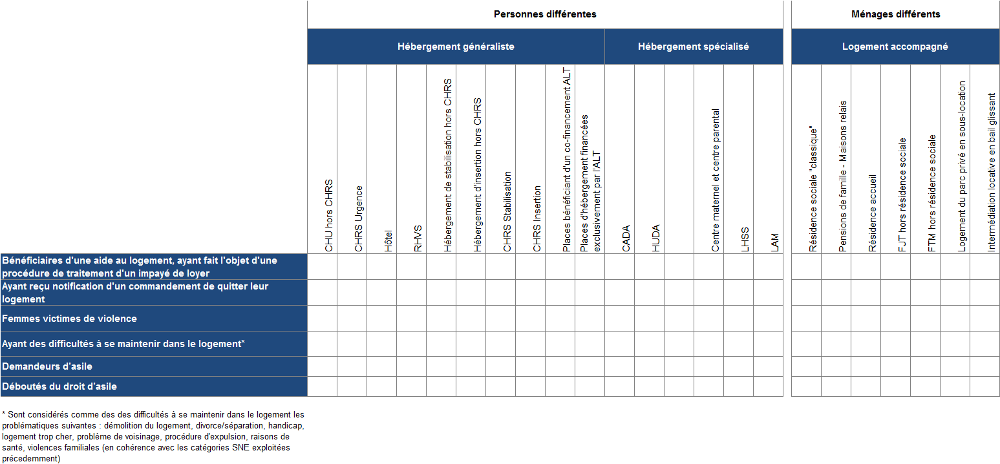 Personnes différentes
Ménages différents
Hébergement généraliste
Hébergement spécialisé
Logement accompagné
CHU hors CHRS
CHRS Urgence
Hôtel
RHVS
Hébergement de stabilisation hors CHRS
Hébergement d'insertion hors CHRS
CHRS Stabilisation
CHRS Insertion
Places bénéficiant d'un co-financement ALT
Places d'hébergement financées
exclusivement par l'ALT
CADA
HUDA
Centre maternel et centre parental
LHSS
LAM
Résidence sociale "classique"
Pensions de famille - Maisons relais
Résidence accueil
FJT hors résidence sociale
FTM hors résidence sociale
Logement du parc privé en sous-location
Intermédiation locative en bail glissant
Bénéficiaires d'une aide au logement, ayant fait l'objet d'une
procédure de traitement d'un impayé de loyer
Ayant reçu notification d'un commandement de quitter leur
logement
Femmes victimes de violence
Ayant des difficultés à se maintenir dans le logement*
Demandeurs d’asile
Déboutés du droit d’asile
* Sont considérés comme des des difficultés à se maintenir dans le logement les
problématiques suivantes : démolition du logement, divorce/séparation, handicap,
logement trop cher, problème de voisinage, procédure d'expulsion, raisons de
santé, violences familiales (en cohérence avec les catégories SNE exploitées
précedemment)